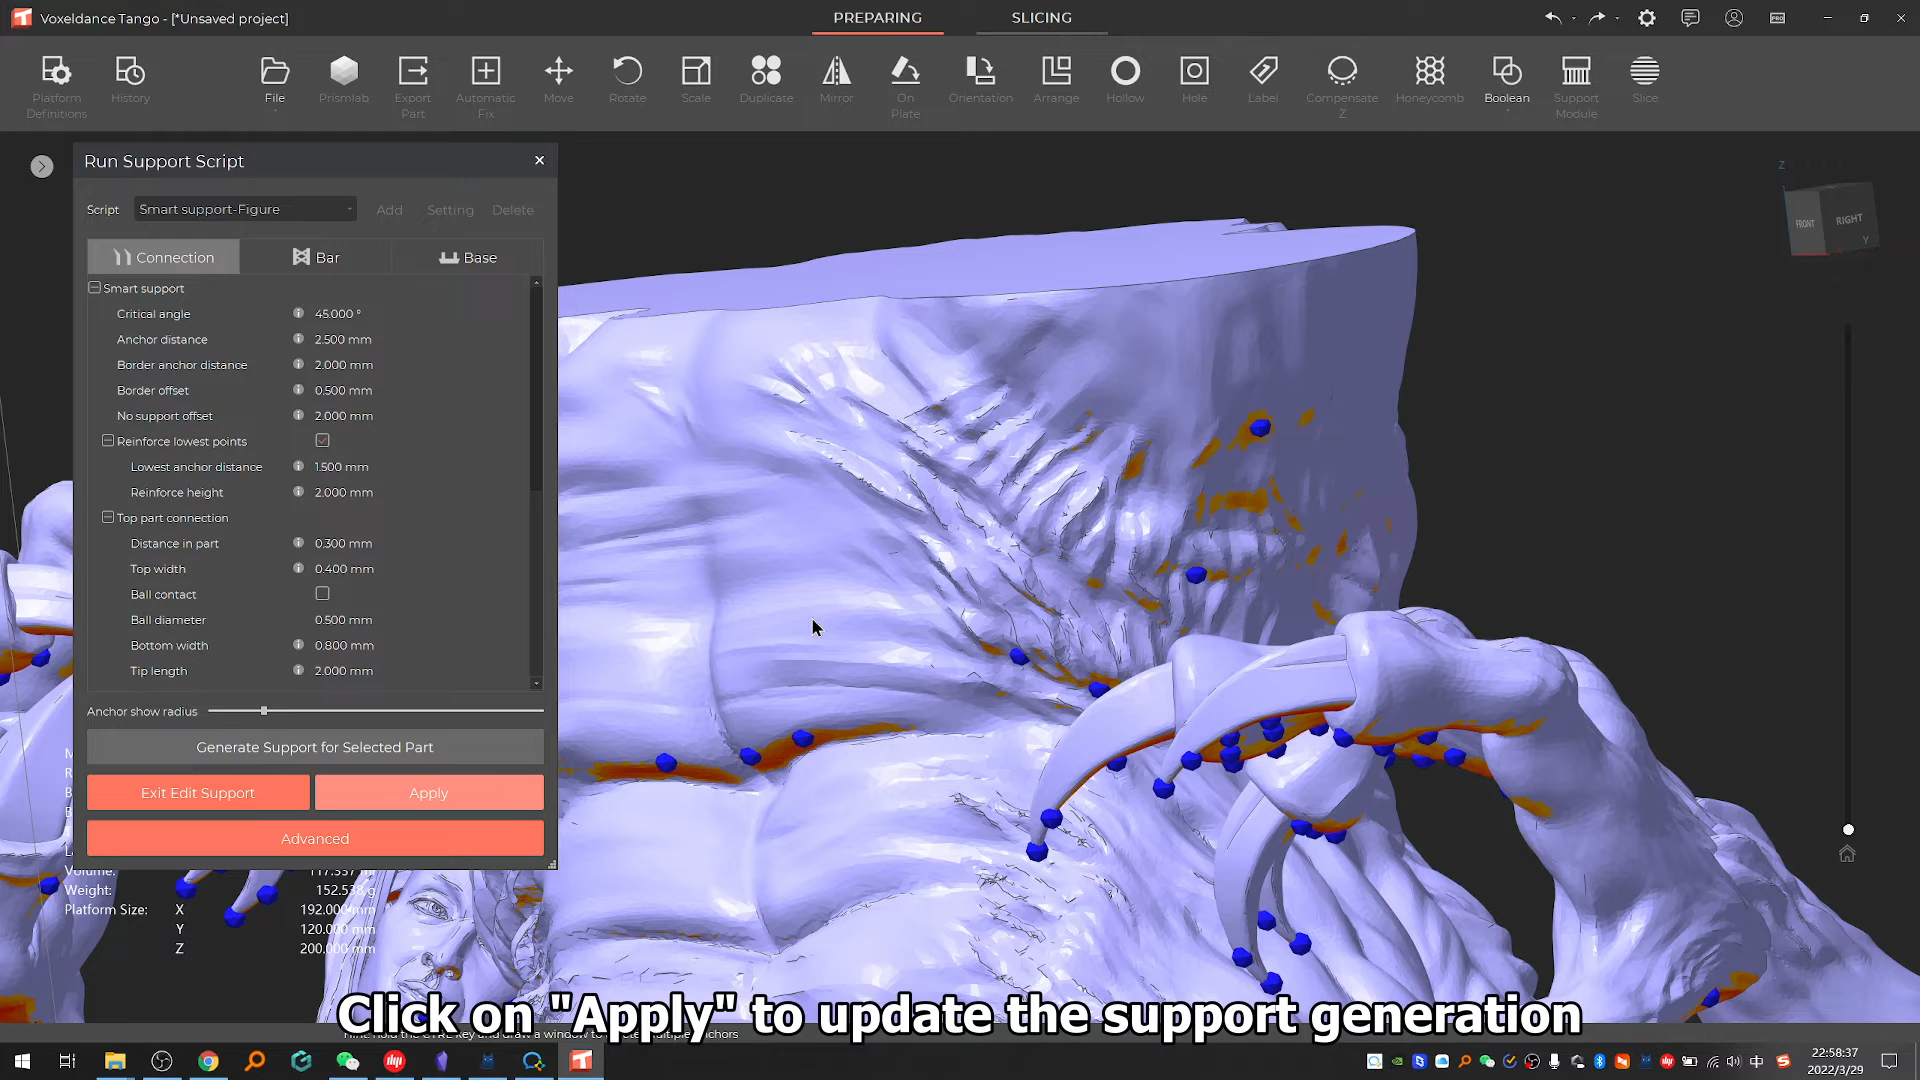 Voxeldance Tango - [*Unsaved project]
PREPARING
SLICING
Platform Definitions
History
File
Prismlab
Export Part
Automatic Fix
Move
Rotate
Scale
Duplicate
Mirror
On Plate
Orientation
Arrange
Hollow
Hole
Label
Compensate Z
Honeycomb
Boolean
Support Module
Slice
Run Support Script
Script Smart support-Figure Add Setting Delete
Connection Bar Base
Smart support
Critical angle 45.000 °
Anchor distance 2.500 mm
Border anchor distance 2.000 mm
Border offset 0.500 mm
No support offset 2.000 mm
Reinforce lowest points
Lowest anchor distance 1.500 mm
Reinforce height 2.000 mm
Top part connection
Distance in part 0.300 mm
Top width 0.400 mm
Ball contact
Ball diameter 0.500 mm
Bottom width 0.800 mm
Tip length 2.000 mm
Anchor show radius
Generate Support for Selected Part
Exit Edit Support Apply
Advanced
Volume:
Weight: 152.538 g
Platform Size: X 192.000 mm
Y 120.000 mm
Z 200.000 mm
Z
FRONT RIGHT
Y
Click on "Apply" to update the support generation
22:58:37
2022/3/29
中